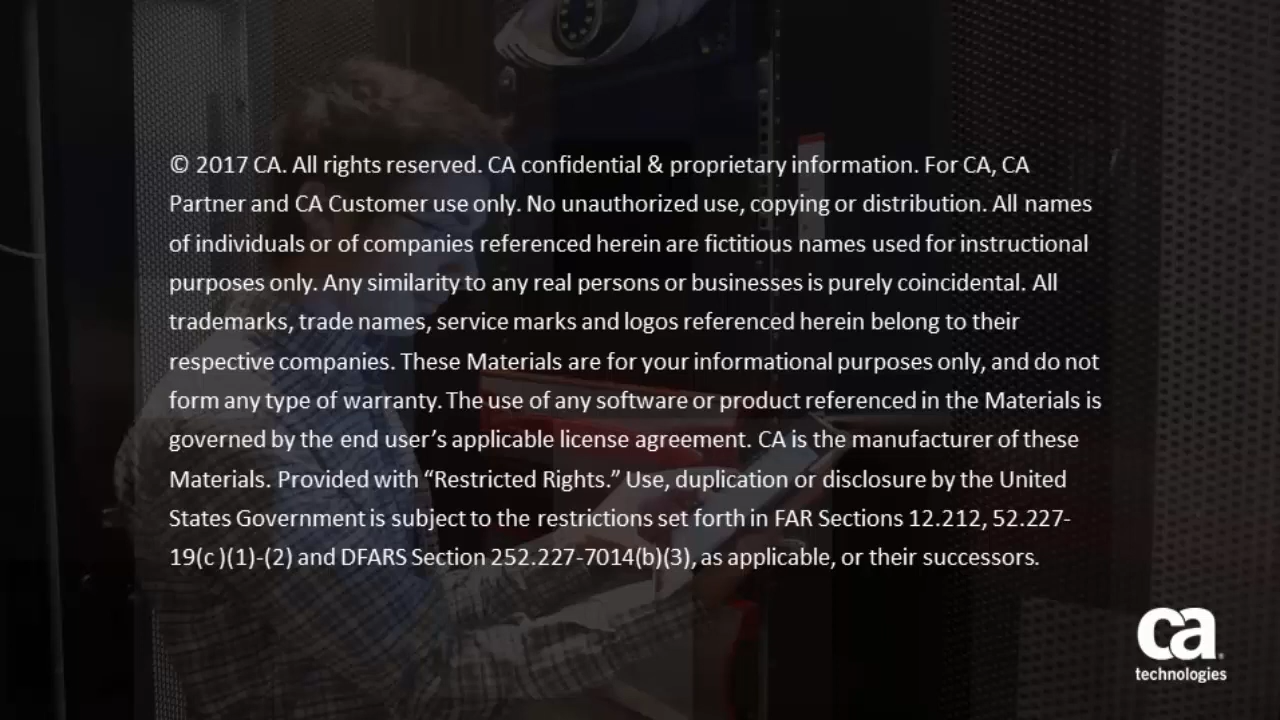 © 2017 CA. All rights reserved. CA confidential & proprietary information. For CA, CA
Partner and CA Customer use only. No unauthorized use, copying or distribution. All names
of individuals or of companies referenced herein are fictitious names used for instructional
purposes only. Any similarity to any real persons or businesses is purely coincidental. All
trademarks, trade names, service marks and logos referenced herein belong to their
respective companies. These Materials are for your informational purposes only, and do not
form any type of warranty. The use of any software or product referenced in the Materials is
governed by the end user’s applicable license agreement. CA is the manufacturer of these
Materials. Provided with “Restricted Rights.” Use, duplication or disclosure by the United
States Government is subject to the restrictions set forth in FAR Sections 12.212, 52.227-
19(c )(1)-(2) and DFARS Section 252.227-7014(b)(3), as applicable, or their successors.
ca
technologies